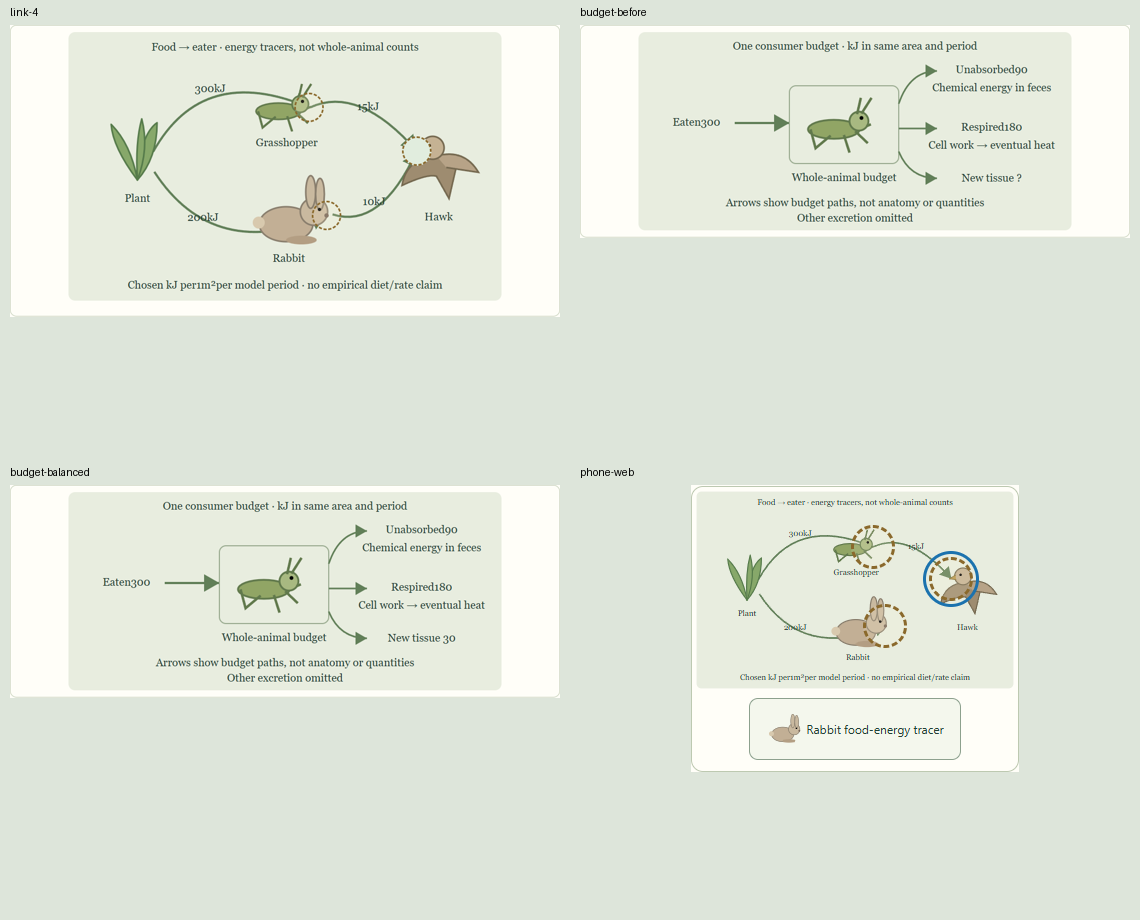 link-4
Food → eater · energy tracers, not whole-animal counts
300kJ
15kJ
Grasshopper
Plant
200kJ
10kJ
Hawk
Rabbit
Chosen kJ per1m²per model period · no empirical diet/rate claim
budget-before
One consumer budget · kJ in same area and period
Unabsorbed90
Chemical energy in feces
Eaten300
Respired180
Cell work → eventual heat
Whole-animal budget
New tissue ?
Arrows show budget paths, not anatomy or quantities
Other excretion omitted
budget-balanced
One consumer budget · kJ in same area and period
Unabsorbed90
Chemical energy in feces
Eaten300
Respired180
Cell work → eventual heat
Whole-animal budget
New tissue 30
Arrows show budget paths, not anatomy or quantities
Other excretion omitted
phone-web
Food → eater · energy tracers, not whole-animal counts
300kJ
15kJ
Grasshopper
Plant
200kJ
Hawk
Rabbit
Chosen kJ per1m²per model period · no empirical diet/rate claim
Rabbit food-energy tracer